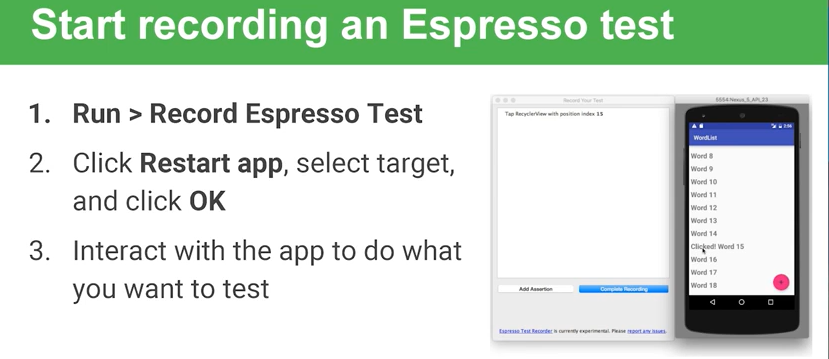 Start recording an Espresso test
1. Run > Record Espresso Test
2. Click Restart app, select target,
and click OK
3. Interact with the app to do what
you want to test
Record Your Test
Tap RecyclerView with position index 15
Add Assertion
Complete Recording
Espresso Test Recorder is currently experimental. Please report any issues.
5554:Nexus_5_API_23
2:56
WordList
Word 8
Word 9
Word 10
Word 11
Word 12
Word 13
Word 14
Clicked! Word 15
Word 16
Word 17
Word 18
+